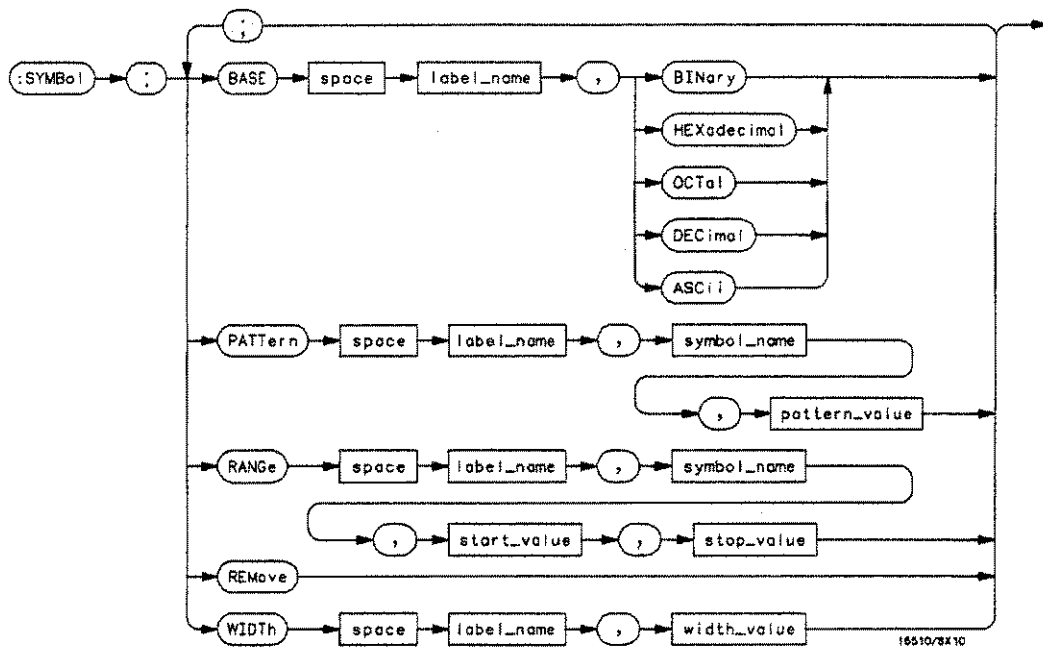 ;
:SYMBol : BASE space label_name , BINary
HEXadecimal
OCTal
DECimal
ASCii
PATTern space label_name , symbol_name
, pattern_value
RANGe space label_name , symbol_name
, start_value , stop_value
REMove
WIDTh space label_name , width_value
16510/BX10